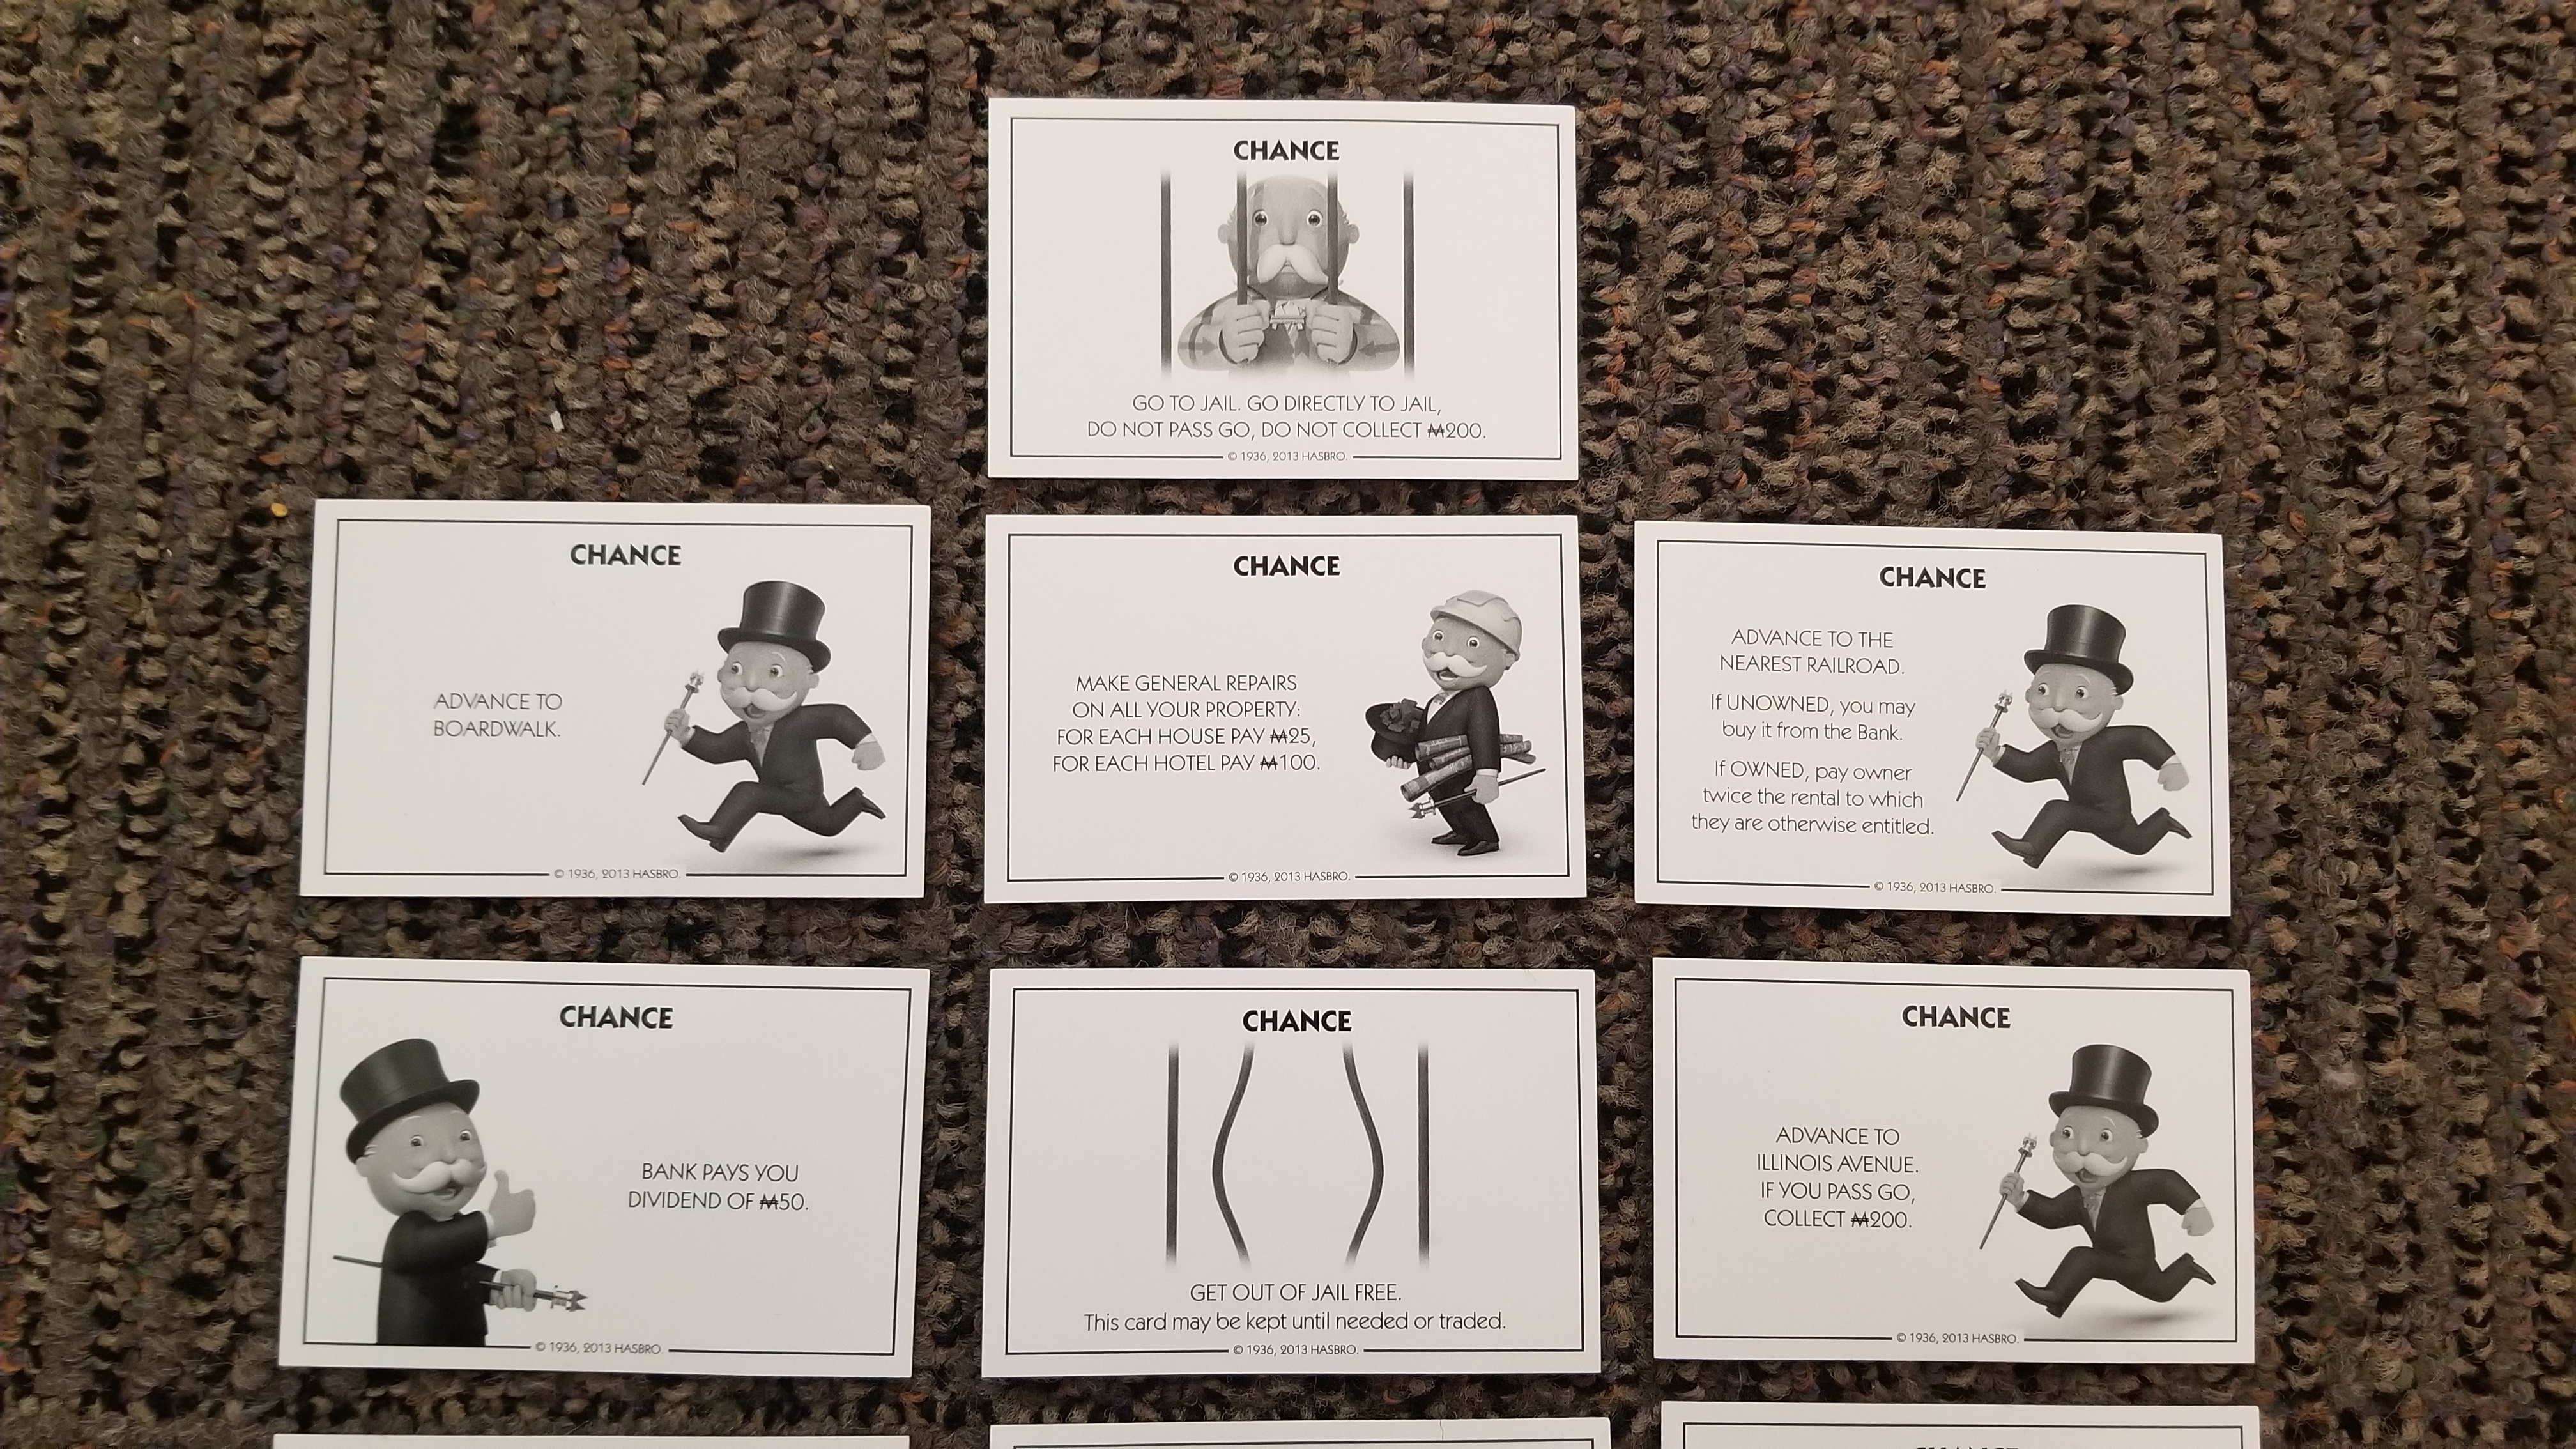 CHANCE
GO TO JAIL. GO DIRECTLY TO JAIL,
DO NOT PASS GO, DO NOT COLLECT M200.
© 1936, 2013 HASBRO.
CHANCE
ADVANCE TO
BOARDWALK.
© 1936, 2013 HASBRO.
CHANCE
MAKE GENERAL REPAIRS
ON ALL YOUR PROPERTY:
FOR EACH HOUSE PAY M25,
FOR EACH HOTEL PAY M100.
© 1936, 2013 HASBRO.
CHANCE
ADVANCE TO THE
NEAREST RAILROAD.
If UNOWNED, you may
buy it from the Bank.
If OWNED, pay owner
twice the rental to which
they are otherwise entitled.
© 1936, 2013 HASBRO.
CHANCE
BANK PAYS YOU
DIVIDEND OF M50.
© 1936, 2013 HASBRO.
CHANCE
GET OUT OF JAIL FREE.
This card may be kept until needed or traded.
© 1936, 2013 HASBRO.
CHANCE
ADVANCE TO
ILLINOIS AVENUE.
IF YOU PASS GO,
COLLECT M200.
© 1936, 2013 HASBRO.